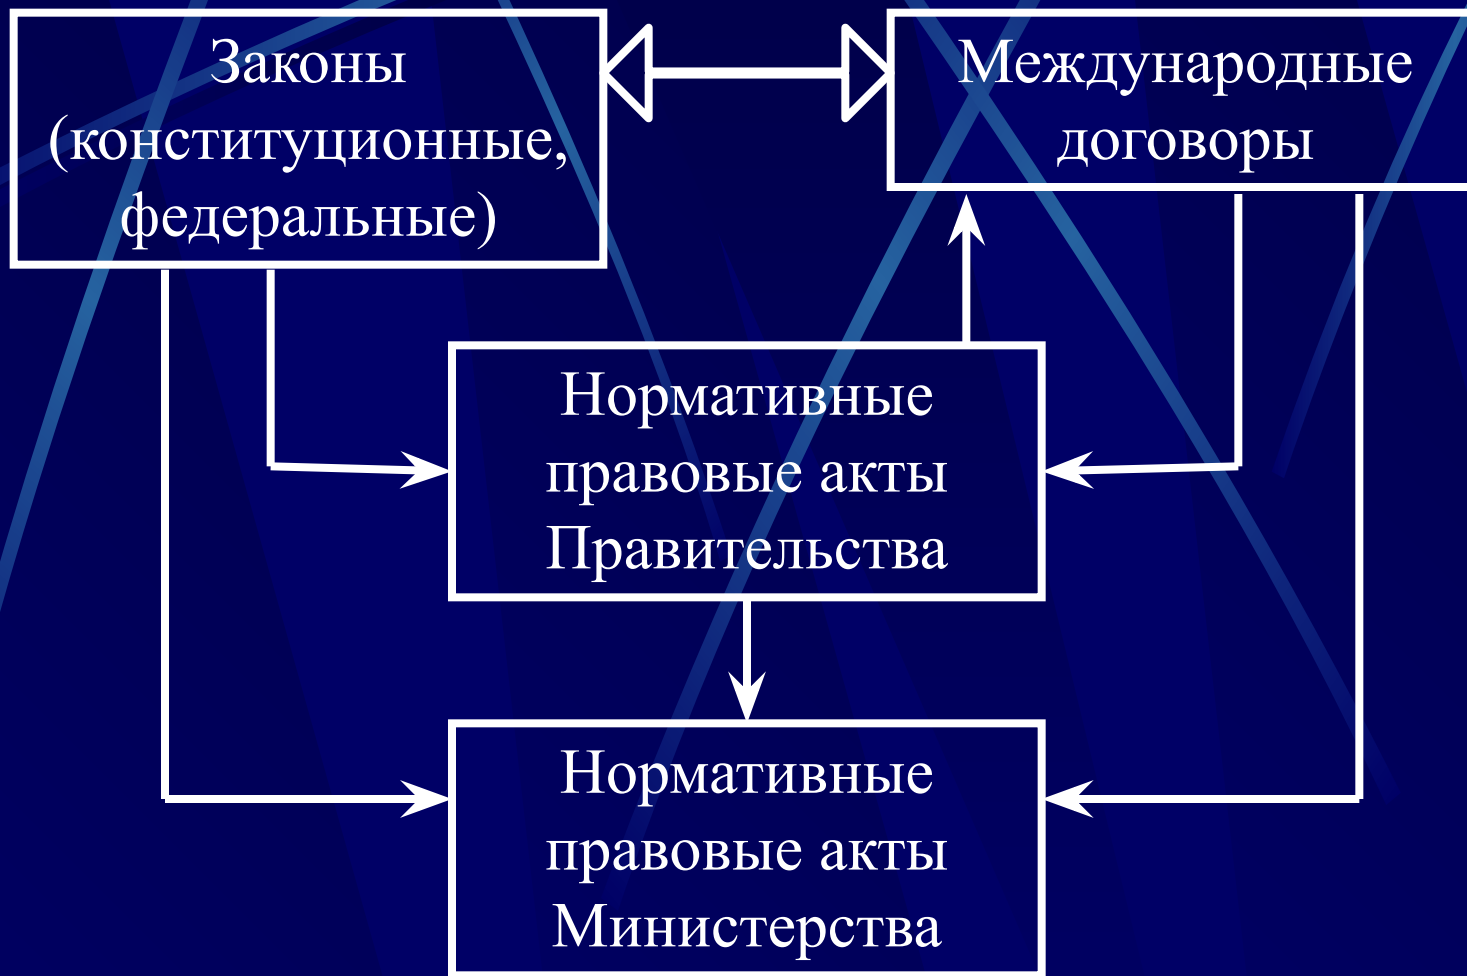 Законы
(конституционные,
федеральные)
Международные
договоры
Нормативные
правовые акты
Правительства
Нормативные
правовые акты
Министерства